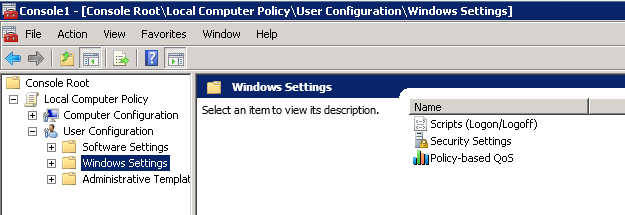 Console1 - [Console Root\Local Computer Policy\User Configuration\Windows Settings]
File Action View Favorites Window Help
Console Root
Local Computer Policy
Computer Configuration
User Configuration
Software Settings
Windows Settings
Administrative Templat
Windows Settings
Select an item to view its description.
Name
Scripts (Logon/Logoff)
Security Settings
Policy-based QoS